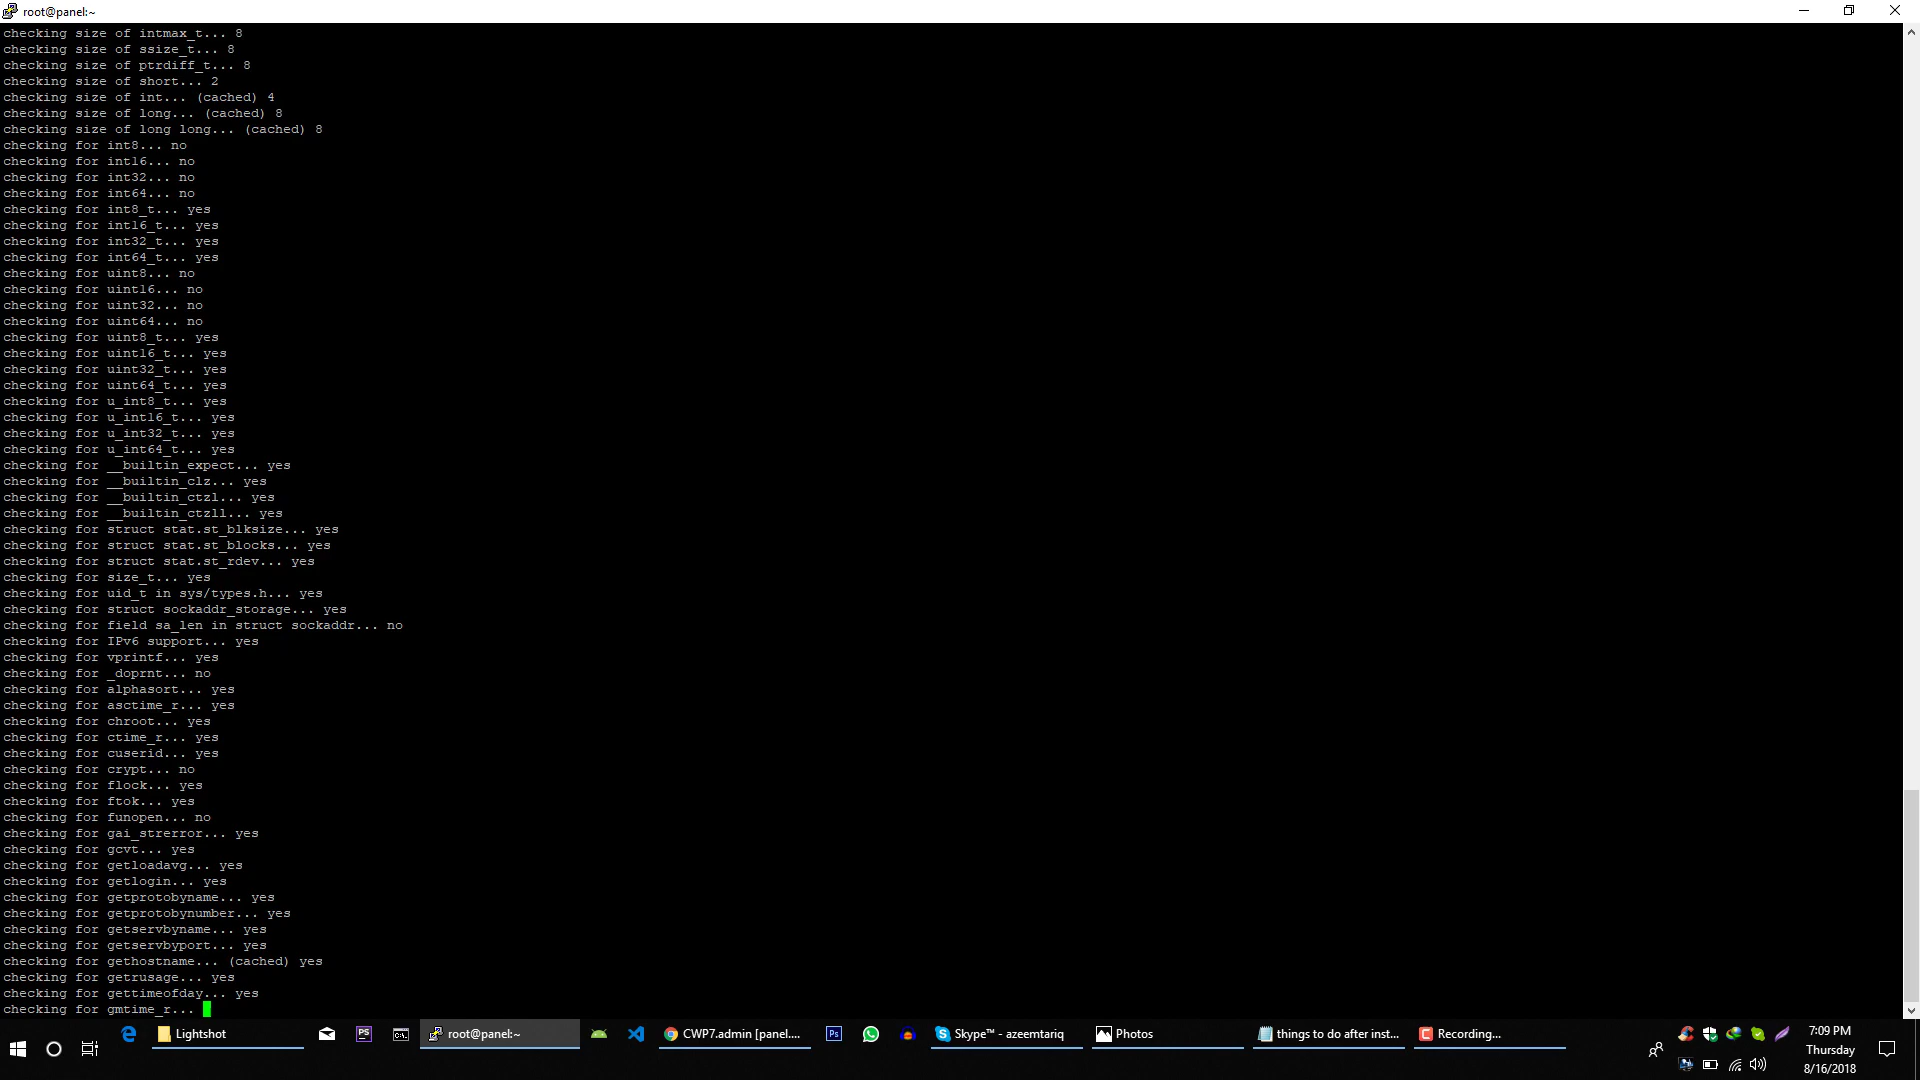 root@panel:~
checking size of intmax_t... 8
checking size of ssize_t... 8
checking size of ptrdiff_t... 8
checking size of short... 2
checking size of int... (cached) 4
checking size of long... (cached) 8
checking size of long long... (cached) 8
checking for int8... no
checking for int16... no
checking for int32... no
checking for int64... no
checking for int8_t... yes
checking for int16_t... yes
checking for int32_t... yes
checking for int64_t... yes
checking for uint8... no
checking for uint16... no
checking for uint32... no
checking for uint64... no
checking for uint8_t... yes
checking for uint16_t... yes
checking for uint32_t... yes
checking for uint64_t... yes
checking for u_int8_t... yes
checking for u_int16_t... yes
checking for u_int32_t... yes
checking for u_int64_t... yes
checking for __builtin_expect... yes
checking for __builtin_clz... yes
checking for __builtin_ctzl... yes
checking for __builtin_ctzll... yes
checking for struct stat.st_blksize... yes
checking for struct stat.st_blocks... yes
checking for struct stat.st_rdev... yes
checking for size_t... yes
checking for uid_t in sys/types.h... yes
checking for struct sockaddr_storage... yes
checking for field sa_len in struct sockaddr... no
checking for IPv6 support... yes
checking for vprintf... yes
checking for _doprnt... no
checking for alphasort... yes
checking for asctime_r... yes
checking for chroot... yes
checking for ctime_r... yes
checking for cuserid... yes
checking for crypt... no
checking for flock... yes
checking for ftok... yes
checking for funopen... no
checking for gai_strerror... yes
checking for gcvt... yes
checking for getloadavg... yes
checking for getlogin... yes
checking for getprotobyname... yes
checking for getprotobynumber... yes
checking for getservbyname... yes
checking for getservbyport... yes
checking for gethostname... (cached) yes
checking for getrusage... yes
checking for gettimeofday... yes
checking for gmtime_r...
Lightshot
PS
root@panel:~
CWP7.admin [panel....
Ps
Skype™ - azeemtariq
Photos
things to do after inst...
Recording...
7:09 PM
Thursday
8/16/2018